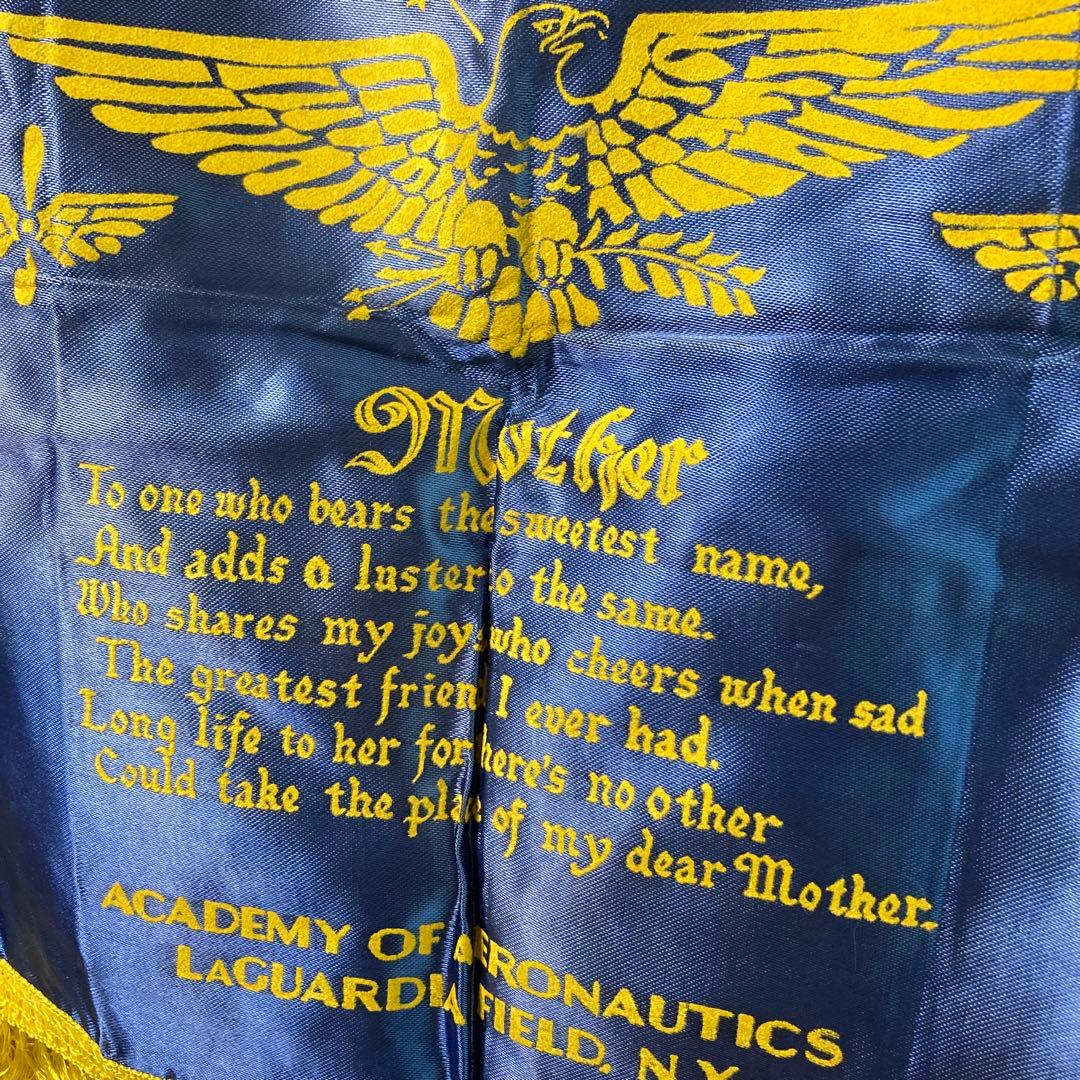 Mother
To one who bears the sweetest name,
And adds a luster to the same.
Who shares my joys, who cheers when sad
The greatest friend I ever had.
Long life to her for there's no other
Could take the place of my dear Mother.
ACADEMY OF AERONAUTICS
LAGUARDIA FIELD, N.Y.